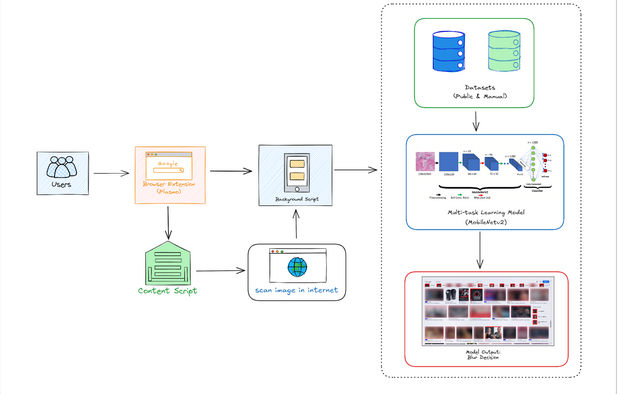 Users
Google
Browser Extension
(Plasmo)
Background Script
Content Script
scan image in internet
Datasets
(Public & Manual)
Multi-task Learning Model
(MobileNetv2)
Model Output:
Blur Decision